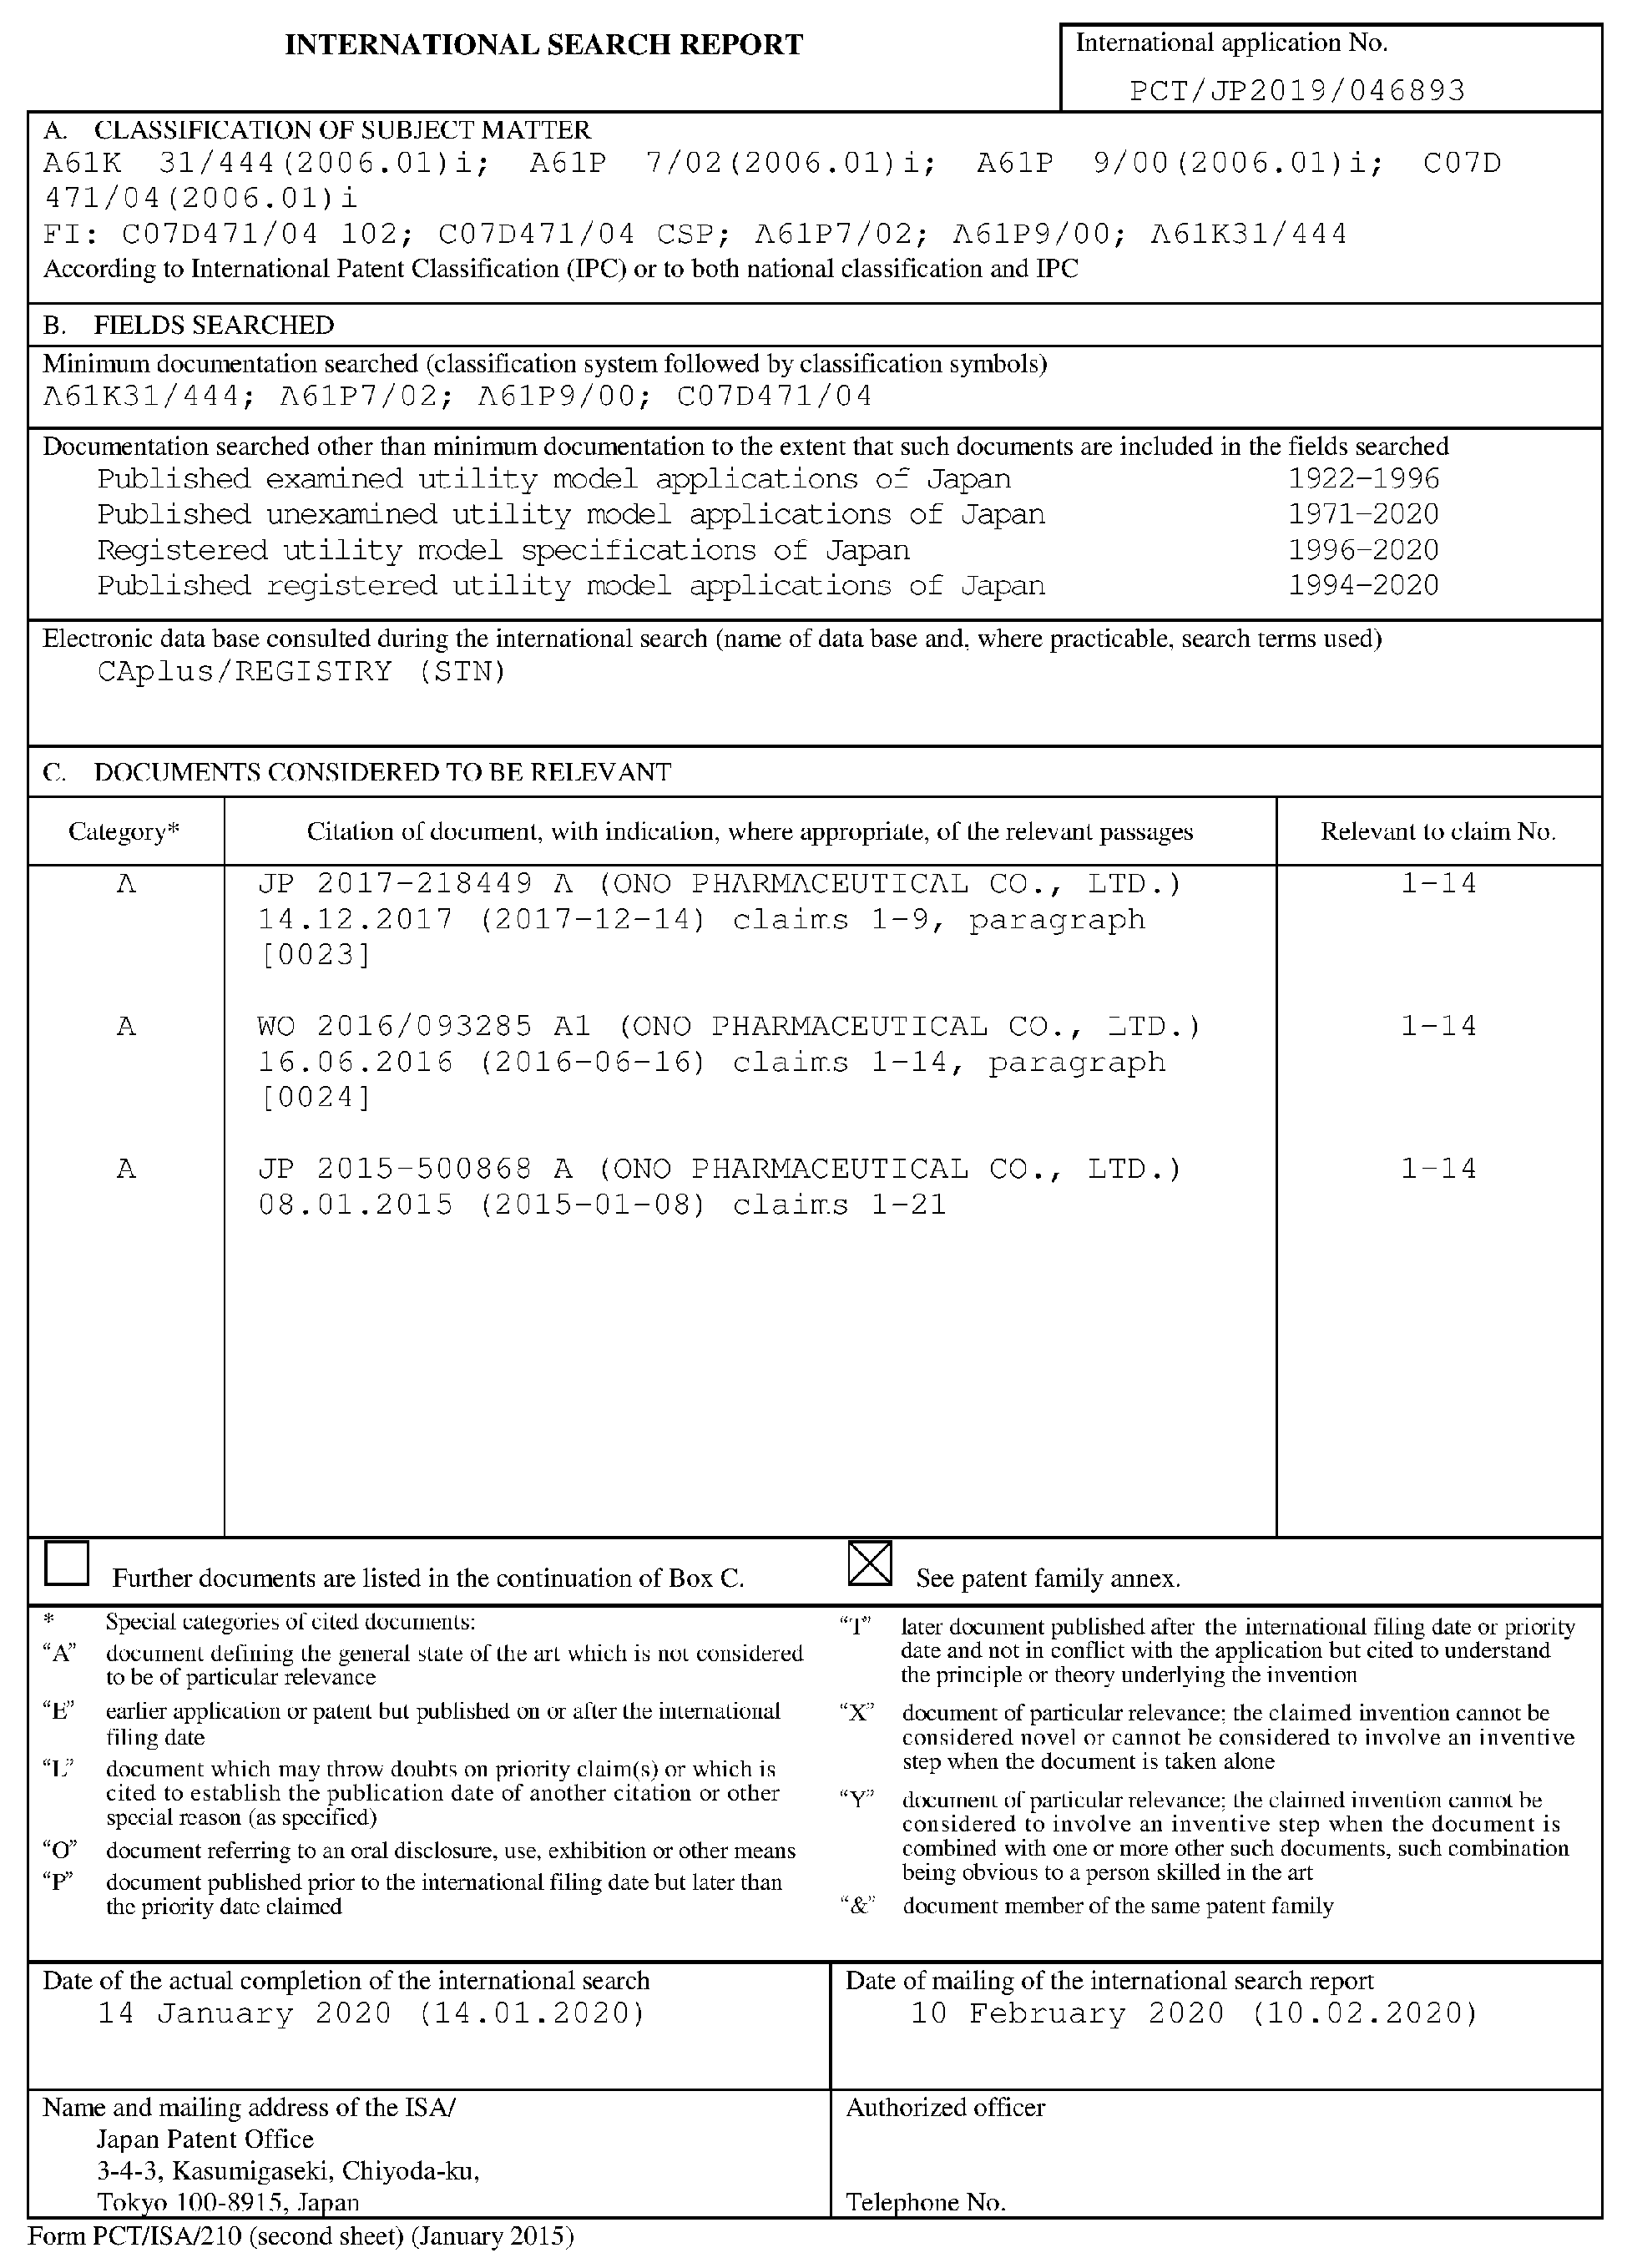 INTERNATIONAL SEARCH REPORT
International application No.
PCT/JP2019/046893
A. CLASSIFICATION OF SUBJECT MATTER
A61K 31/444(2006.01)i; A61P 7/02(2006.01)i; A61P 9/00(2006.01)i; C07D
471/04(2006.01)i
FI: C07D471/04 102; C07D471/04 CSP; A61P7/02; A61P9/00; A61K31/444
According to International Patent Classification (IPC) or to both national classification and IPC
B. FIELDS SEARCHED
Minimum documentation searched (classification system followed by classification symbols)
A61K31/444; A61P7/02; A61P9/00; C07D471/04
Documentation searched other than minimum documentation to the extent that such documents are included in the fields searched
Published examined utility model applications of Japan 1922-1996
Published unexamined utility model applications of Japan 1971-2020
Registered utility model specifications of Japan 1996-2020
Published registered utility model applications of Japan 1994-2020
Electronic data base consulted during the international search (name of data base and, where practicable, search terms used)
CAplus/REGISTRY (STN)
C. DOCUMENTS CONSIDERED TO BE RELEVANT
Category* Citation of document, with indication, where appropriate, of the relevant passages Relevant to claim No.
A JP 2017-218449 A (ONO PHARMACEUTICAL CO., LTD.) 1-14
14.12.2017 (2017-12-14) claims 1-9, paragraph
[0023]
A WO 2016/093285 A1 (ONO PHARMACEUTICAL CO., LTD.) 1-14
16.06.2016 (2016-06-16) claims 1-14, paragraph
[0024]
A JP 2015-500868 A (ONO PHARMACEUTICAL CO., LTD.) 1-14
08.01.2015 (2015-01-08) claims 1-21
Further documents are listed in the continuation of Box C.
See patent family annex.
* Special categories of cited documents:
"A" document defining the general state of the art which is not considered
to be of particular relevance
"E" earlier application or patent but published on or after the international
filing date
"L" document which may throw doubts on priority claim(s) or which is
cited to establish the publication date of another citation or other
special reason (as specified)
"O" document referring to an oral disclosure, use, exhibition or other means
"P" document published prior to the international filing date but later than
the priority date claimed
"T" later document published after the international filing date or priority
date and not in conflict with the application but cited to understand
the principle or theory underlying the invention
"X" document of particular relevance; the claimed invention cannot be
considered novel or cannot be considered to involve an inventive
step when the document is taken alone
"Y" document of particular relevance; the claimed invention cannot be
considered to involve an inventive step when the document is
combined with one or more other such documents, such combination
being obvious to a person skilled in the art
"&" document member of the same patent family
Date of the actual completion of the international search
14 January 2020 (14.01.2020)
Date of mailing of the international search report
10 February 2020 (10.02.2020)
Name and mailing address of the ISA/
Japan Patent Office
3-4-3, Kasumigaseki, Chiyoda-ku,
Tokyo 100-8915, Japan
Authorized officer
Telephone No.
Form PCT/ISA/210 (second sheet) (January 2015)